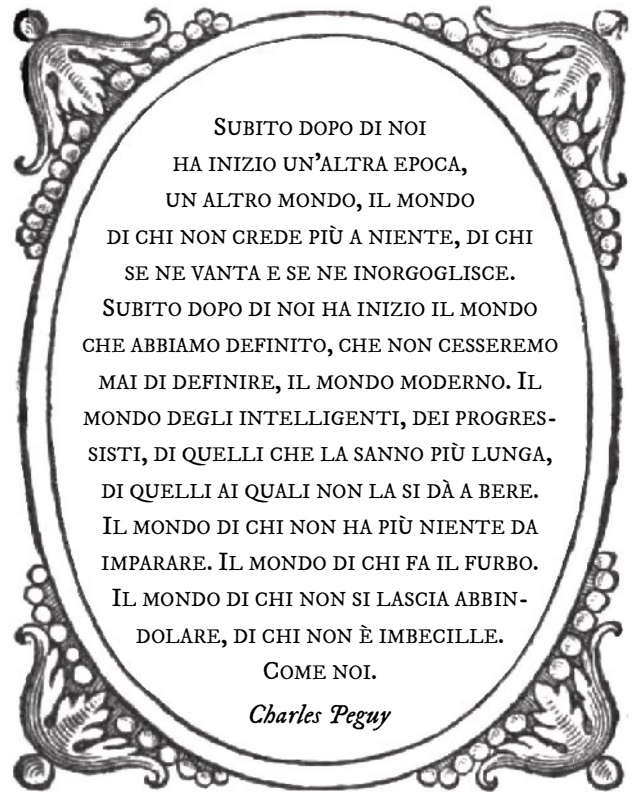 Subito dopo di noi
ha inizio un'altra epoca,
un altro mondo, il mondo
di chi non crede più a niente, di chi
se ne vanta e se ne inorgoglisce.
Subito dopo di noi ha inizio il mondo
che abbiamo definito, che non cesseremo
mai di definire, il mondo moderno. Il
mondo degli intelligenti, dei progres-
sisti, di quelli che la sanno più lunga,
di quelli ai quali non la si dà a bere.
Il mondo di chi non ha più niente da
imparare. Il mondo di chi fa il furbo.
Il mondo di chi non si lascia abbin-
dolare, di chi non è imbecille.
Come noi.
Charles Peguy